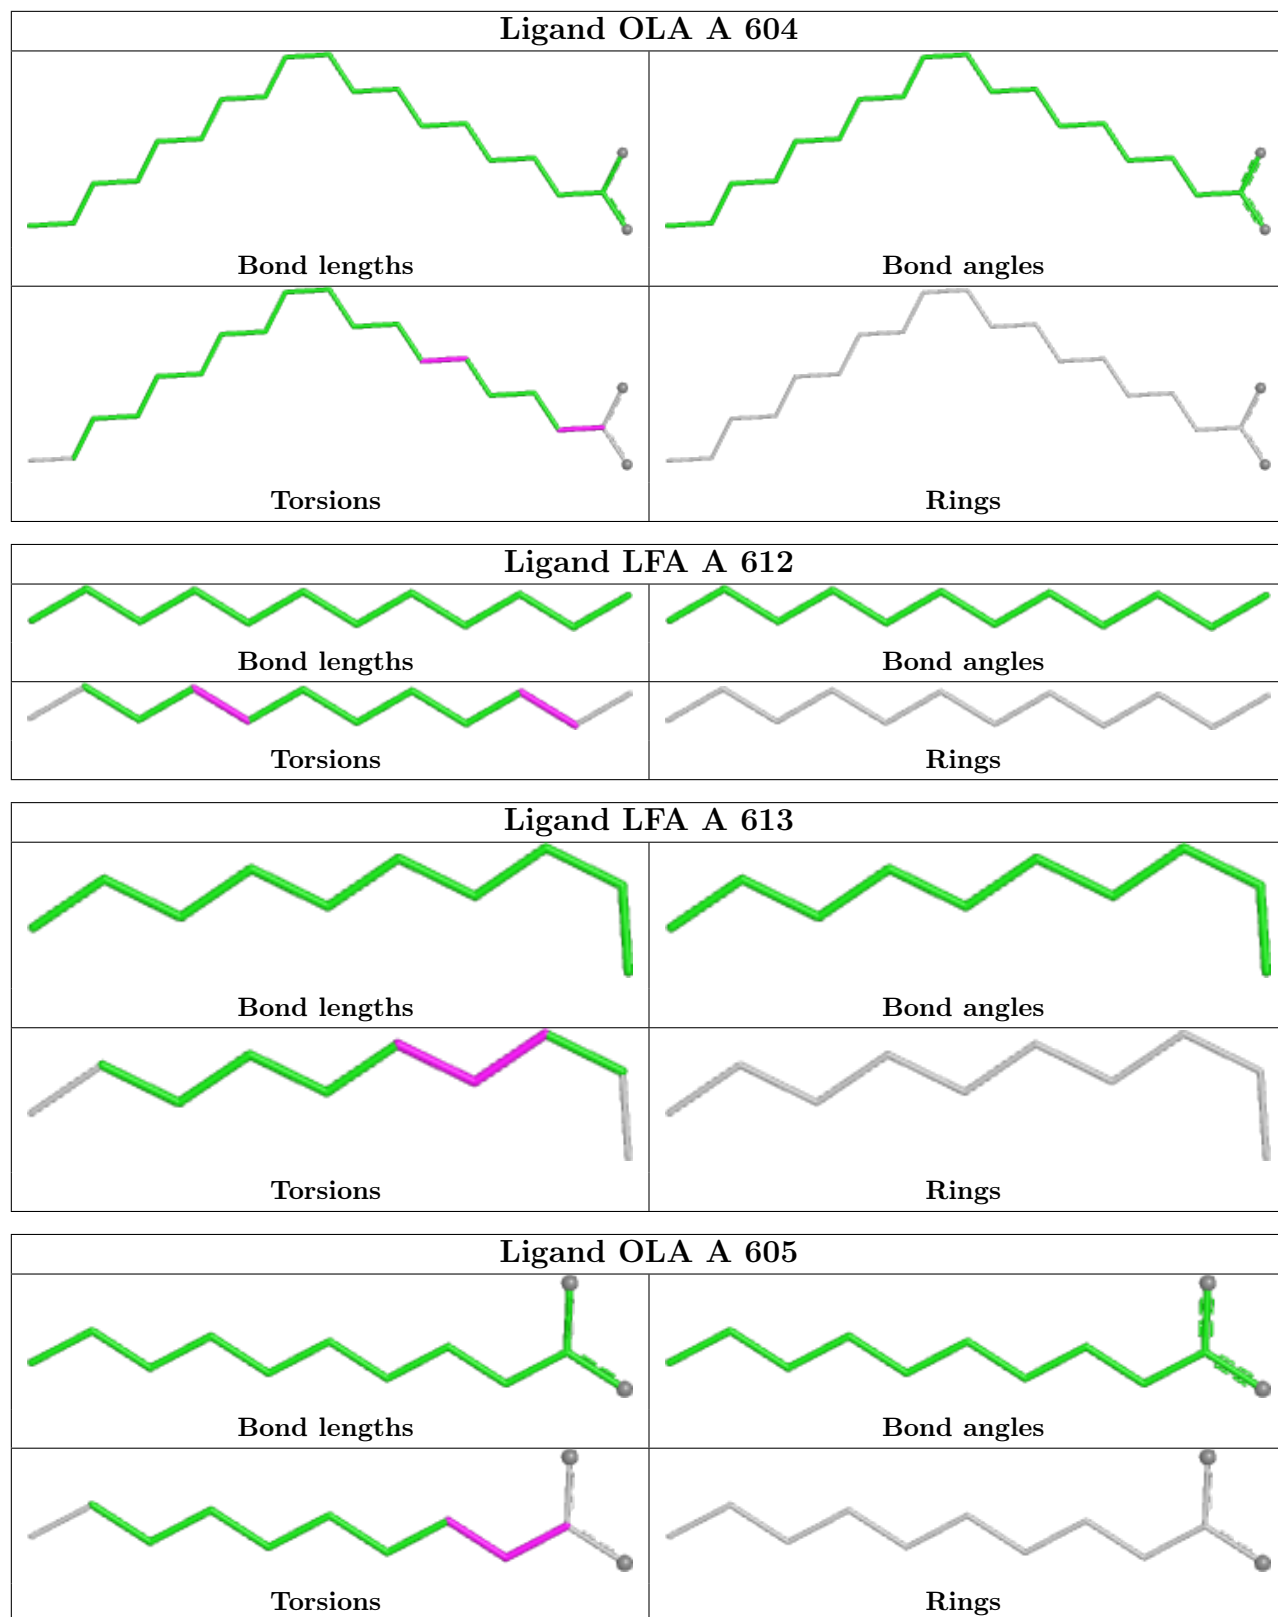 Ligand OLA A 604
Bond lengths Bond angles
Torsions Rings
Ligand LFA A 612
Bond lengths Bond angles
Torsions Rings
Ligand LFA A 613
Bond lengths Bond angles
Torsions Rings
Ligand OLA A 605
Bond lengths Bond angles
Torsions Rings